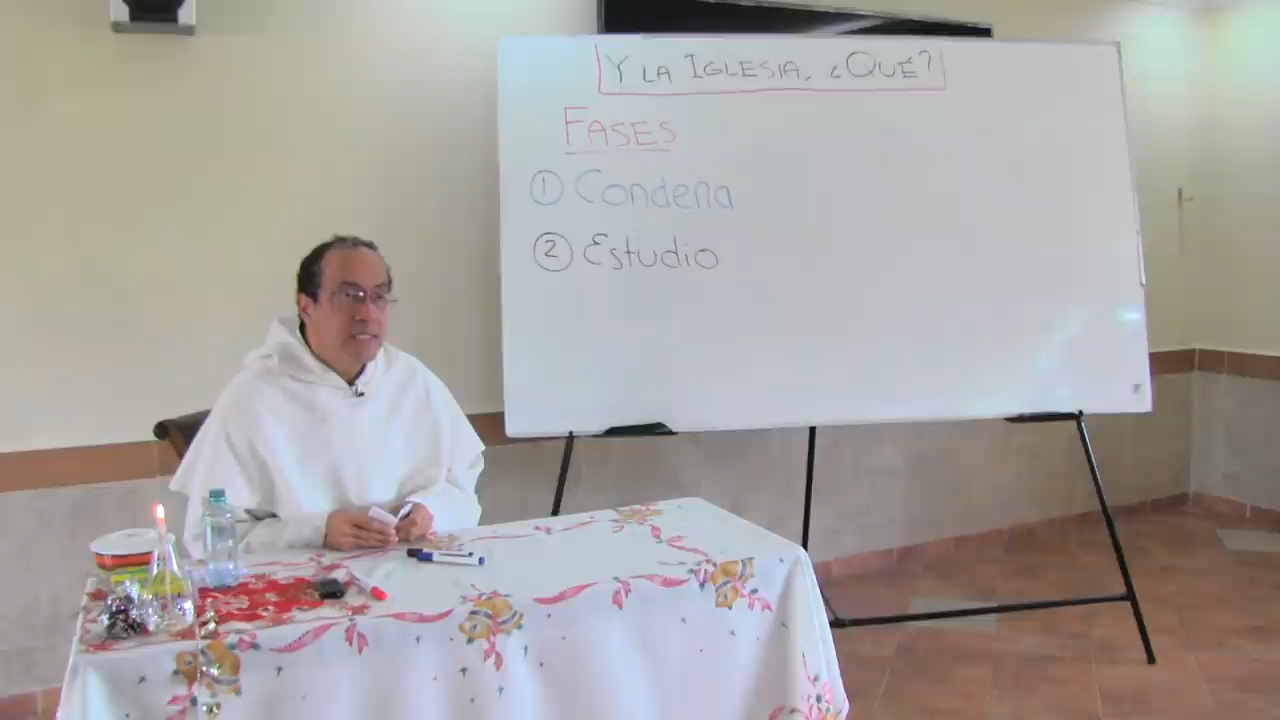 Y LA IGLESIA, ¿QUÉ?
FASES
① Condena
② Estudio